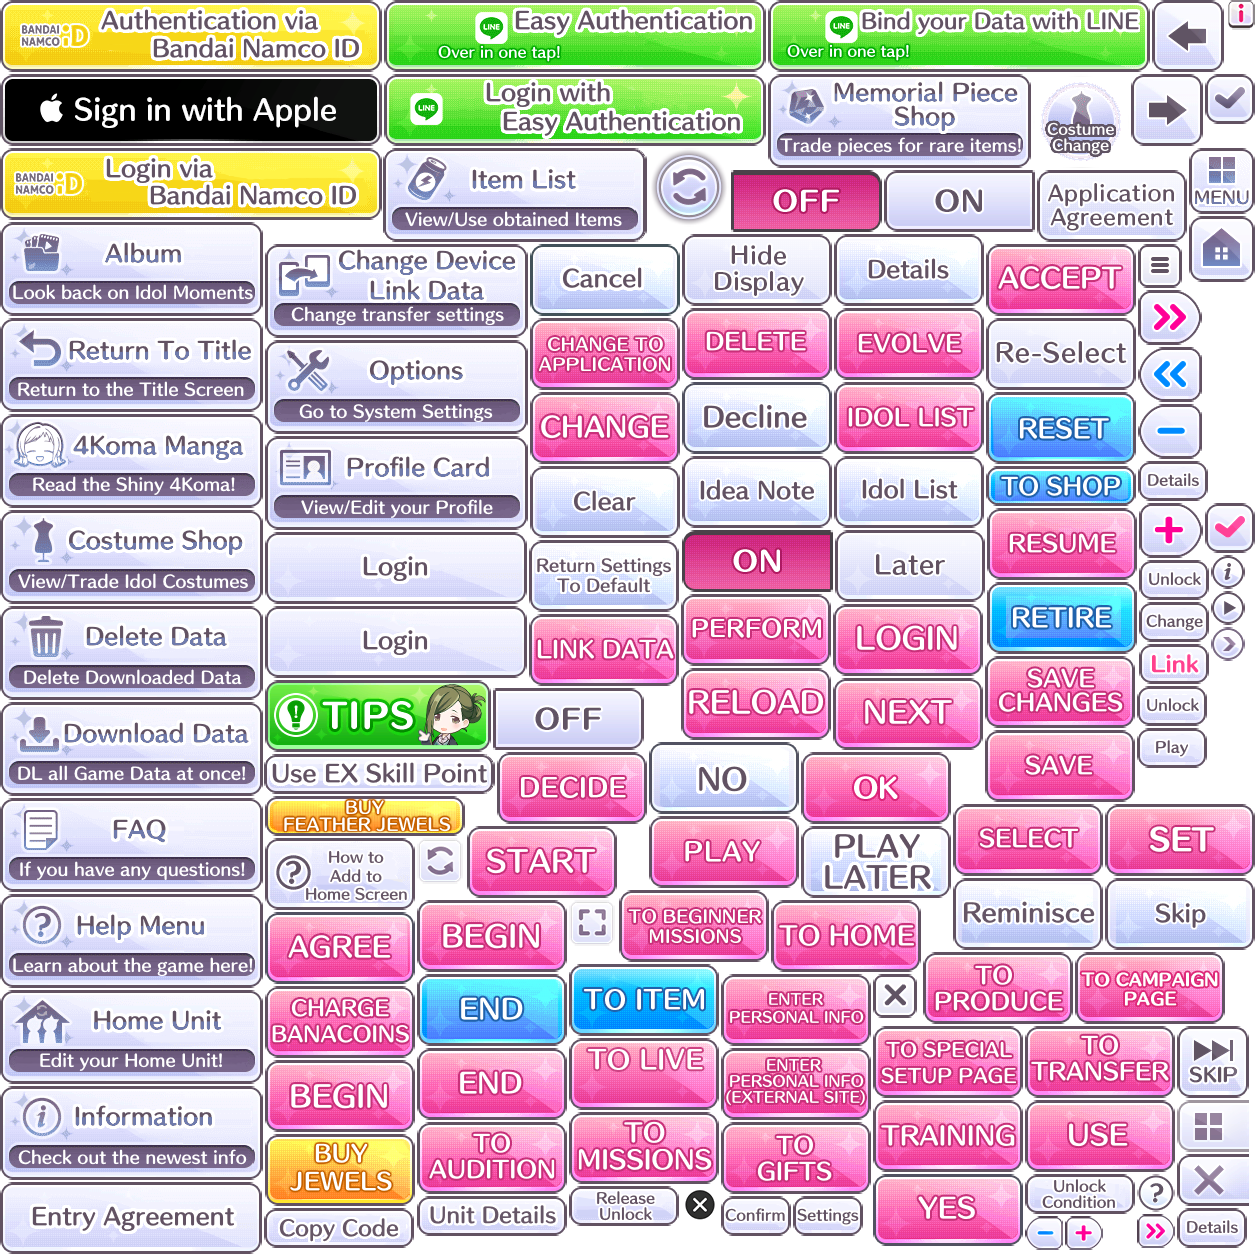 BANDAI
NAMCO iD
Authentication via
Bandai Namco ID
LINE
Easy Authentication
Over in one tap!
LINE
Bind your Data with LINE
Over in one tap!
i
Sign in with Apple
LINE
Login with
Easy Authentication
Memorial Piece
Shop
Trade pieces for rare items!
Costume
Change
BANDAI
NAMCO iD
Login via
Bandai Namco ID
Item List
View/Use obtained Items
OFF
ON
Application
Agreement
MENU
Album
Look back on Idol Moments
Change Device
Link Data
Change transfer settings
Cancel
Hide
Display
Details
ACCEPT
Return To Title
Return to the Title Screen
Options
Go to System Settings
CHANGE TO
APPLICATION
DELETE
EVOLVE
Re-Select
4Koma Manga
Read the Shiny 4Koma!
Profile Card
View/Edit your Profile
CHANGE
Decline
IDOL LIST
RESET
Clear
Idea Note
Idol List
TO SHOP
Details
Costume Shop
View/Trade Idol Costumes
Login
Return Settings
To Default
ON
Later
RESUME
Unlock
i
Delete Data
Delete Downloaded Data
Login
LINK DATA
PERFORM
LOGIN
RETIRE
Change
Link
Download Data
DL all Game Data at once!
TIPS
OFF
RELOAD
NEXT
SAVE
CHANGES
Unlock
Play
Use EX Skill Point
DECIDE
NO
OK
SAVE
FAQ
If you have any questions!
BUY
FEATHER JEWELS
?
How to
Add to
Home Screen
START
PLAY
PLAY
LATER
SELECT
SET
?
Help Menu
Learn about the game here!
AGREE
BEGIN
TO BEGINNER
MISSIONS
TO HOME
Reminisce
Skip
Home Unit
Edit your Home Unit!
CHARGE
BANACOINS
END
TO ITEM
ENTER
PERSONAL INFO
TO
PRODUCE
TO CAMPAIGN
PAGE
i
Information
Check out the newest info
BEGIN
END
TO LIVE
ENTER
PERSONAL INFO
(EXTERNAL SITE)
TO SPECIAL
SETUP PAGE
TO
TRANSFER
SKIP
BUY
JEWELS
TO
AUDITION
TO
MISSIONS
TO
GIFTS
TRAINING
USE
Entry Agreement
Copy Code
Unit Details
Release
Unlock
Confirm
Settings
YES
Unlock
Condition
?
Details